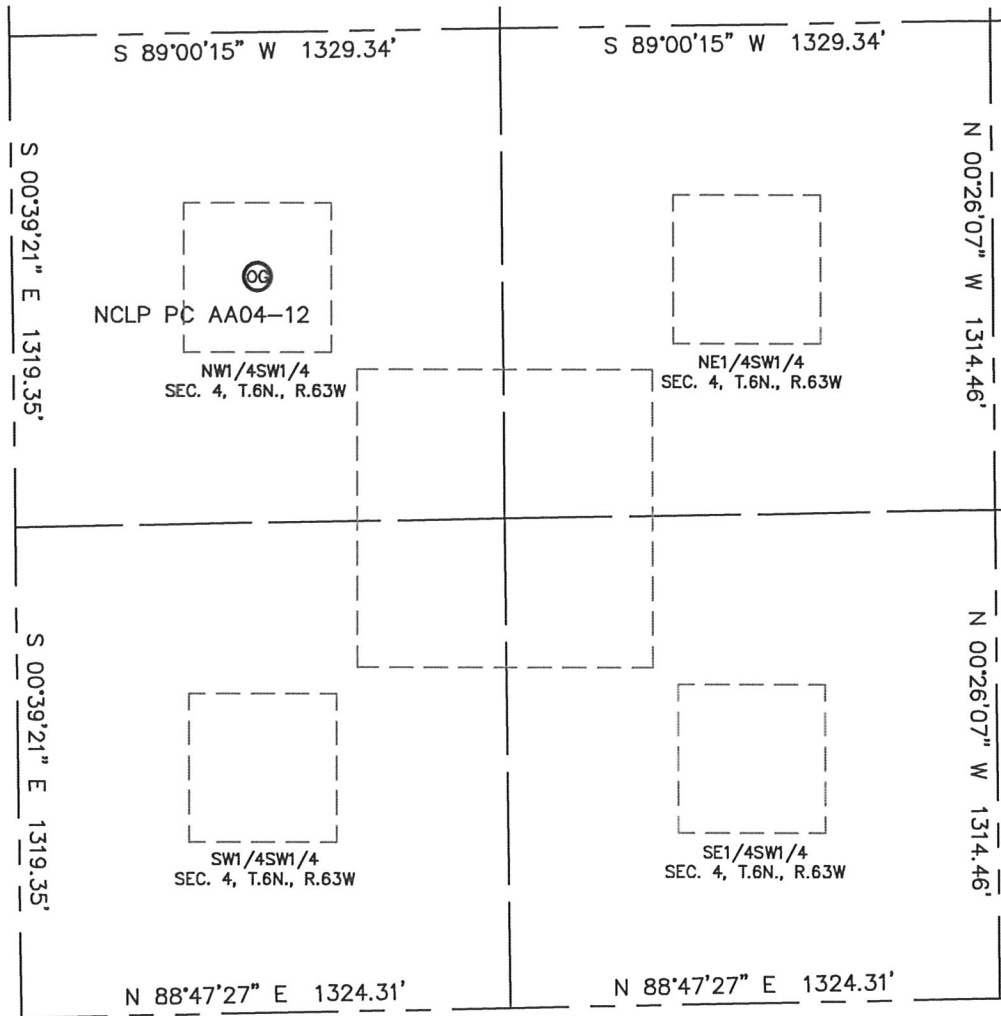 S 89°00'15" W 1329.34'
S 89°00'15" W 1329.34'
S 00°39'21" E 1319.35'
N 00°26'07" W 1314.46'
OG
NCLP PC AA04-12
NW1/4SW1/4
SEC. 4, T.6N., R.63W
NE1/4SW1/4
SEC. 4, T.6N., R.63W
S 00°39'21" E 1319.35'
N 00°26'07" W 1314.46'
SW1/4SW1/4
SEC. 4, T.6N., R.63W
SE1/4SW1/4
SEC. 4, T.6N., R.63W
N 88°47'27" E 1324.31'
N 88°47'27" E 1324.31'